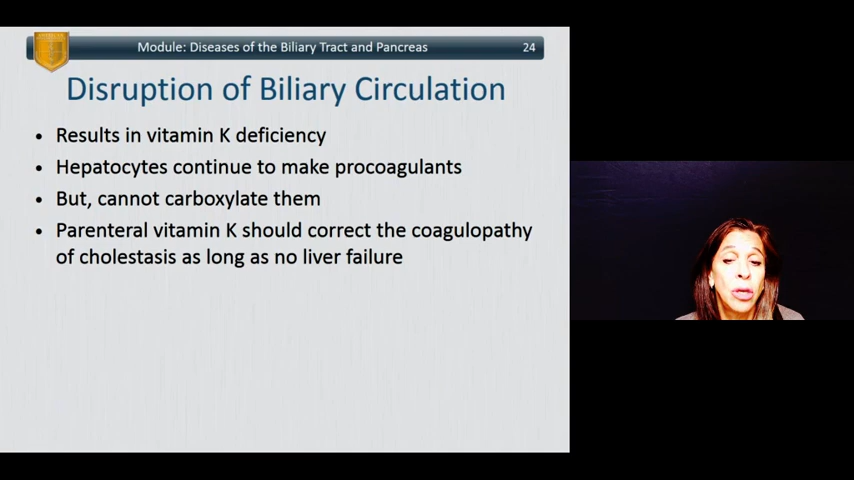 Module: Diseases of the Biliary Tract and Pancreas
24
Disruption of Biliary Circulation
• Results in vitamin K deficiency
• Hepatocytes continue to make procoagulants
• But, cannot carboxylate them
• Parenteral vitamin K should correct the coagulopathy
of cholestasis as long as no liver failure